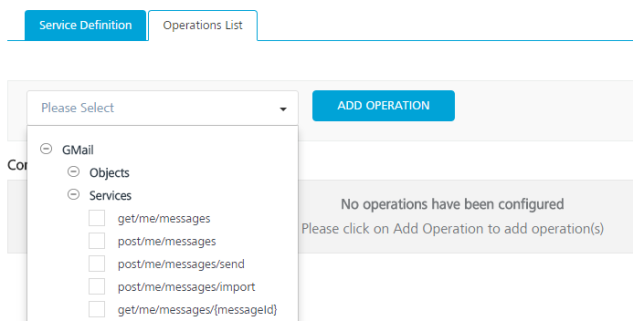 Service Definition
Operations List
Please Select
ADD OPERATION
GMail
Objects
Services
get/me/messages
post/me/messages
post/me/messages/send
post/me/messages/import
get/me/messages/{messageId}
No operations have been configured
Please click on Add Operation to add operation(s)